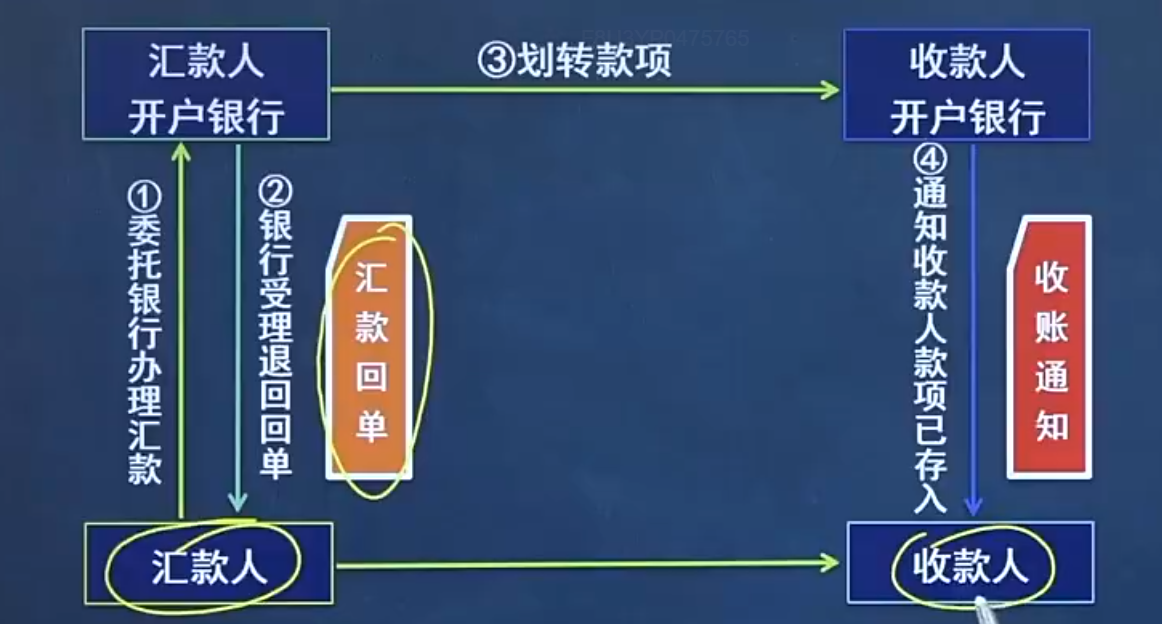 汇款人
开户银行
③划转款项
收款人
开户银行
①委托银行办理汇款
②银行受理退回回单
汇款回单
④通知收款人款项已存入
收账通知
汇款人
收款人